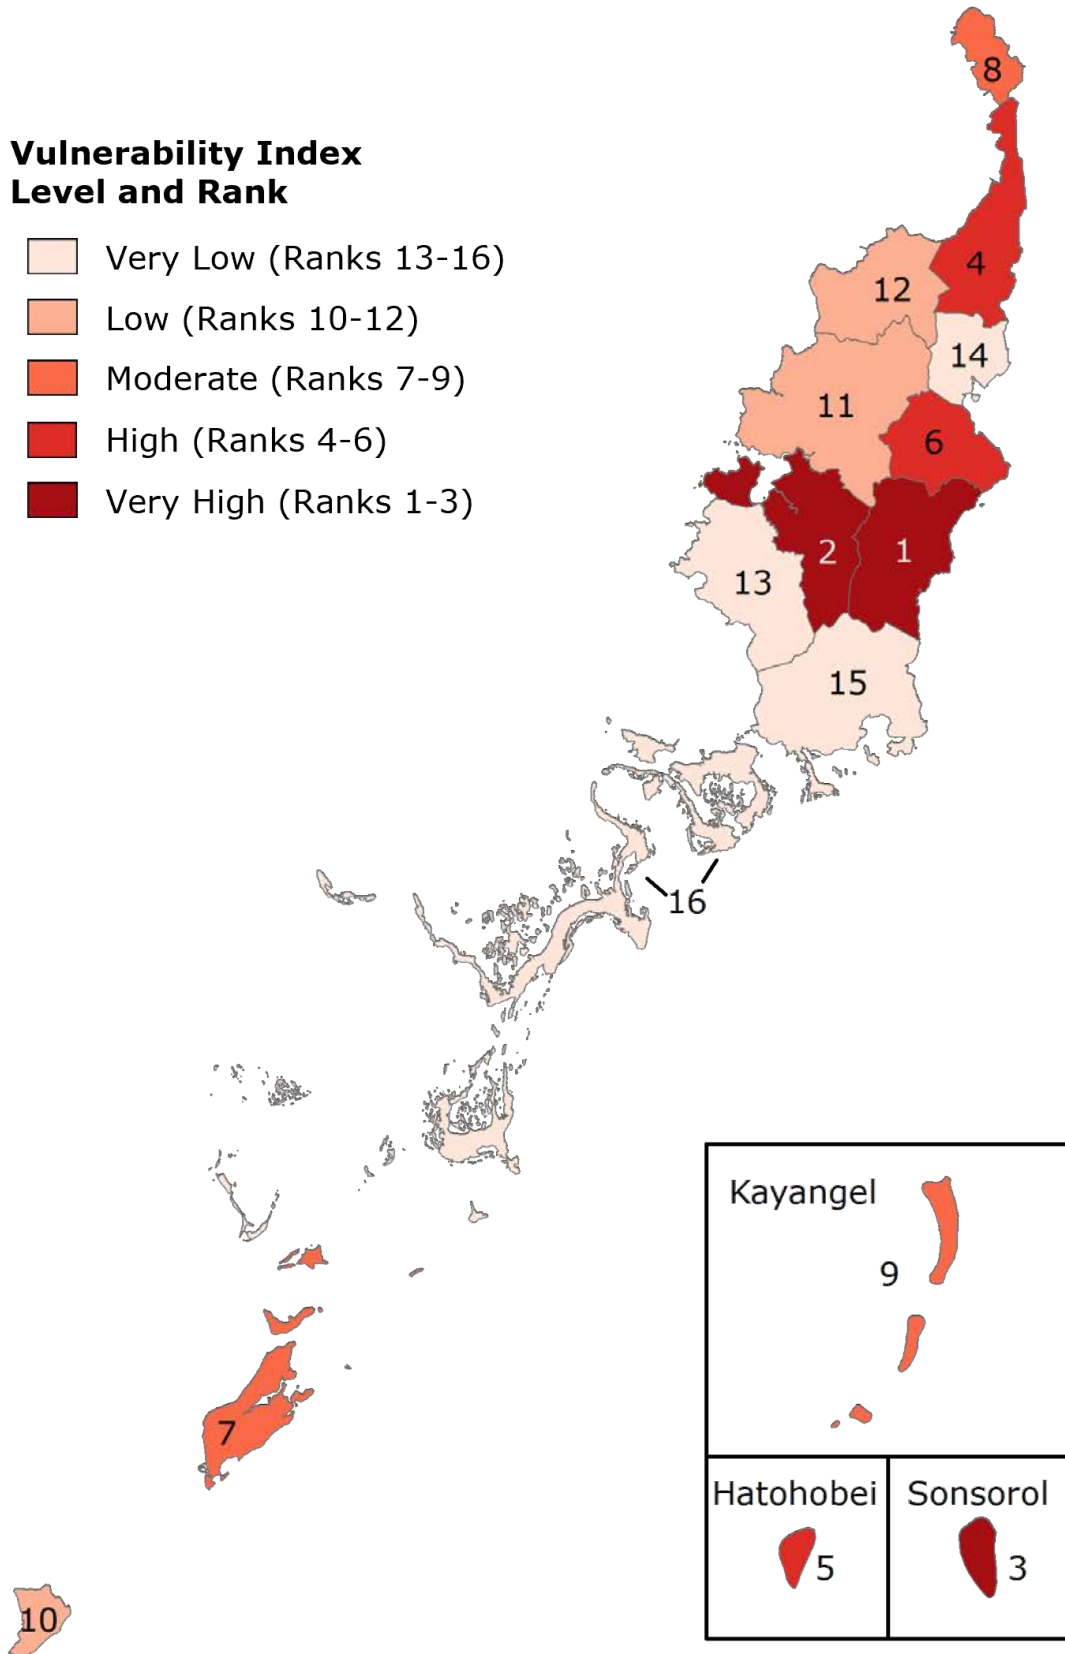 Vulnerability Index
Level and Rank
Very Low (Ranks 13-16)
Low (Ranks 10-12)
Moderate (Ranks 7-9)
High (Ranks 4-6)
Very High (Ranks 1-3)
8
4
12
14
11
6
2
1
13
15
16
7
10
Kayangel
9
Hatohobei
5
Sonsorol
3